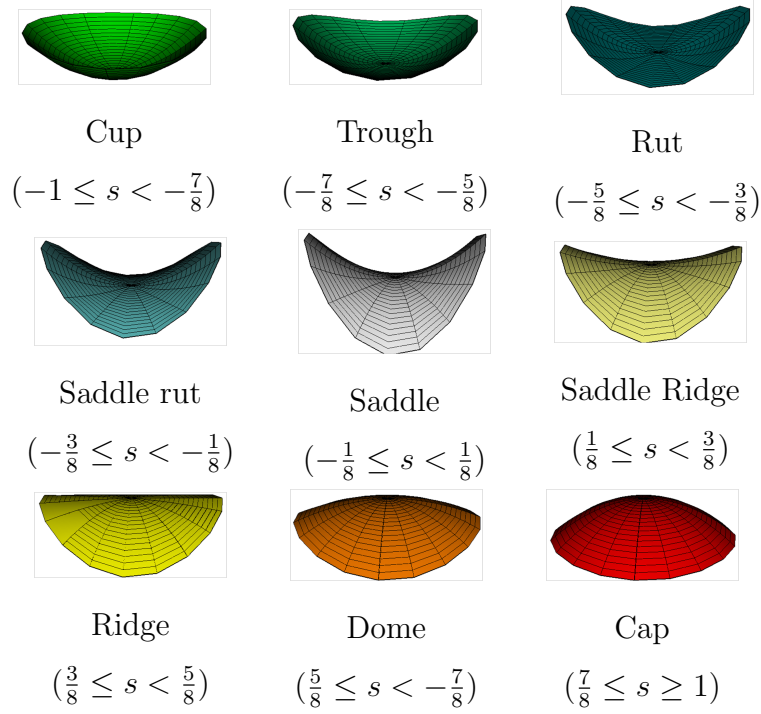 Cup
(−1 ≤ s < −7/8)
Trough
(−7/8 ≤ s < −5/8)
Rut
(−5/8 ≤ s < −3/8)
Saddle rut
(−3/8 ≤ s < −1/8)
Saddle
(−1/8 ≤ s < 1/8)
Saddle Ridge
(1/8 ≤ s < 3/8)
Ridge
(3/8 ≤ s < 5/8)
Dome
(5/8 ≤ s < −7/8)
Cap
(7/8 ≤ s ≥ 1)